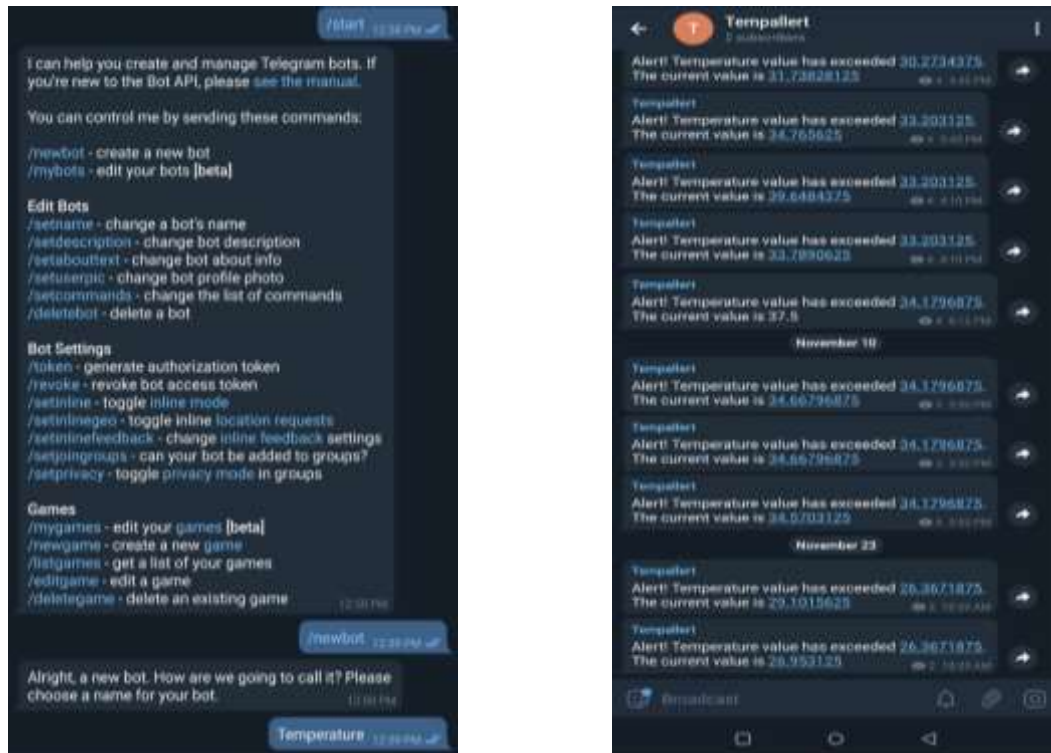 /start 12:58 PM
I can help you create and manage Telegram bots. If
you're new to the Bot API, please see the manual.
You can control me by sending these commands:
/newbot - create a new bot
/mybots - edit your bots [beta]
Edit Bots
/setname - change a bot's name
/setdescription - change bot description
/setabouttext - change bot about info
/setuserpic - change bot profile photo
/setcommands - change the list of commands
/deletebot - delete a bot
Bot Settings
/token - generate authorization token
/revoke - revoke bot access token
/setinline - toggle inline mode
/setinlinegeo - toggle inline location requests
/setinlinefeedback - change inline feedback settings
/setjoingroups - can your bot be added to groups?
/setprivacy - toggle privacy mode in groups
Games
/mygames - edit your games [beta]
/newgame - create a new game
/listgames - get a list of your games
/editgame - edit a game
/deletegame - delete an existing game
/newbot
Alright, a new bot. How are we going to call it? Please
choose a name for your bot.
Temperature
T
Tempallert
subscribers
Alert! Temperature value has exceeded 30.2734375.
The current value is 31.73828125
Tempallert
Alert! Temperature value has exceeded 33.203125.
The current value is 34.765625
Tempallert
Alert! Temperature value has exceeded 33.203125.
The current value is 39.6484375
Tempallert
Alert! Temperature value has exceeded 33.203125.
The current value is 33.7890625
Tempallert
Alert! Temperature value has exceeded 34.1796875.
The current value is 37.5
November 10
Tempallert
Alert! Temperature value has exceeded 34.1796875.
The current value is 34.66796875
Tempallert
Alert! Temperature value has exceeded 34.1796875.
The current value is 34.66796875
Tempallert
Alert! Temperature value has exceeded 34.1796875.
The current value is 34.5703125
November 23
Tempallert
Alert! Temperature value has exceeded 26.3671875.
The current value is 29.1015625
Tempallert
Alert! Temperature value has exceeded 26.3671875.
The current value is 26.953125
Broadcast